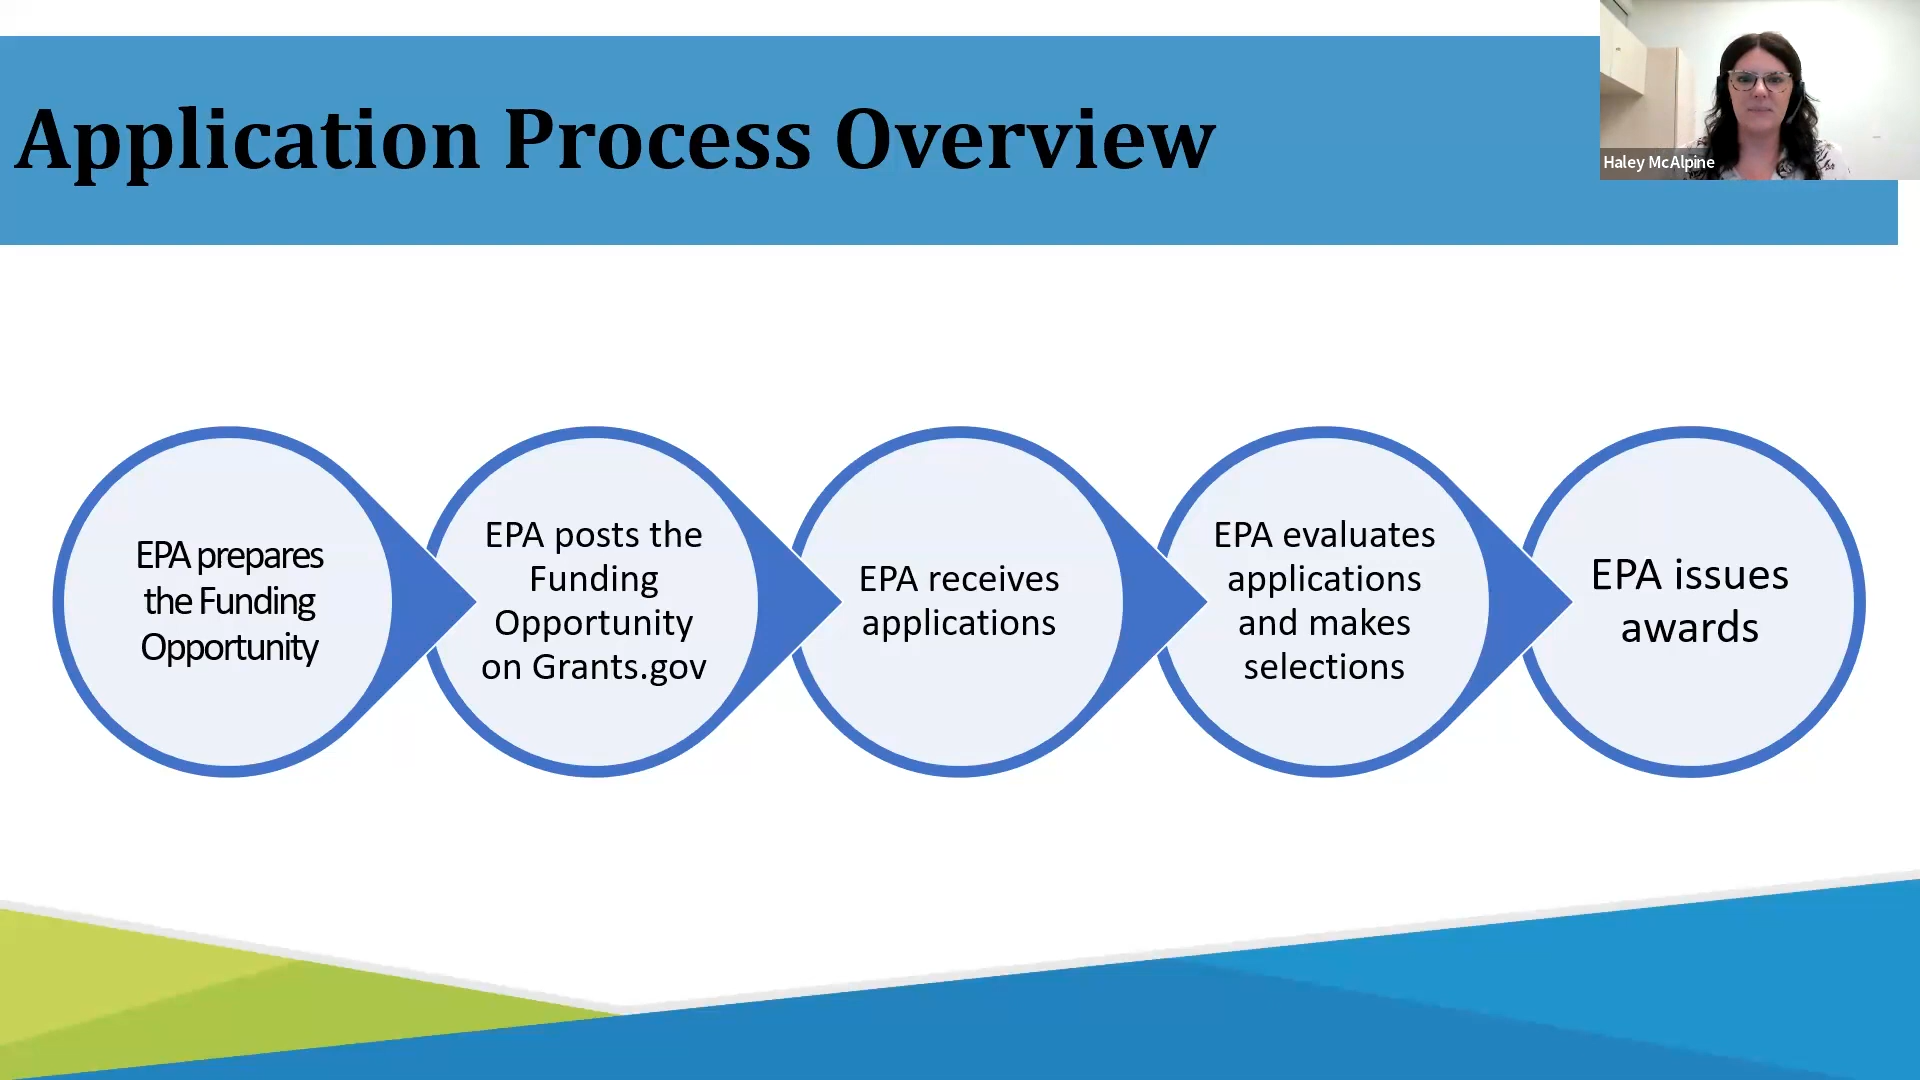 Application Process Overview
Haley McAlpine
EPA prepares
the Funding
Opportunity
EPA posts the
Funding
Opportunity
on Grants.gov
EPA receives
applications
EPA evaluates
applications
and makes
selections
EPA issues
awards